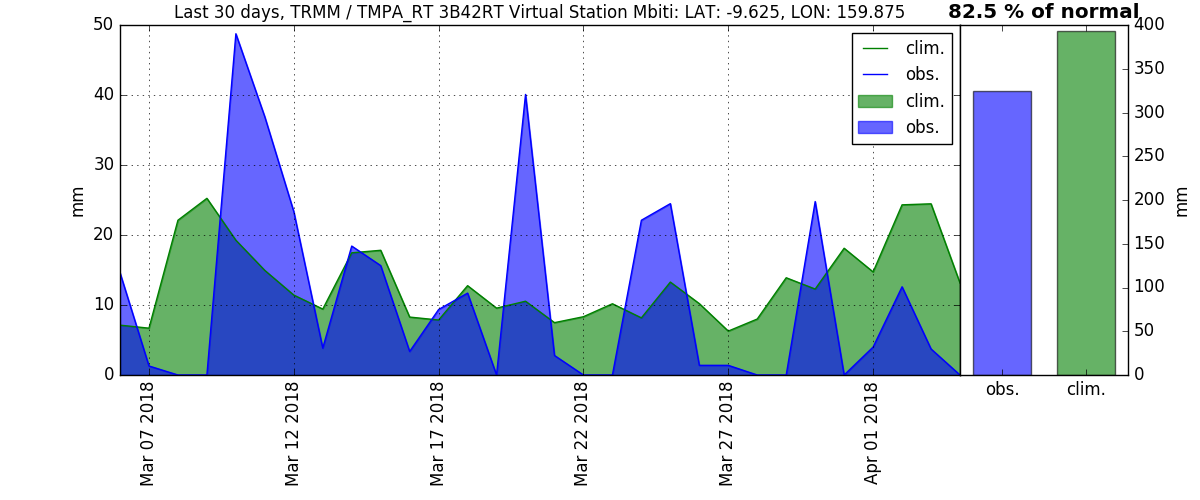 Last 30 days, TRMM / TMPA_RT 3B42RT Virtual Station Mbiti: LAT: -9.625, LON: 159.875
82.5 % of normal
50
40
30
20
10
0
mm
clim.
obs.
clim.
obs.
Mar 07 2018
Mar 12 2018
Mar 17 2018
Mar 22 2018
Mar 27 2018
Apr 01 2018
400
350
300
250
200
150
100
50
0
mm
obs.
clim.